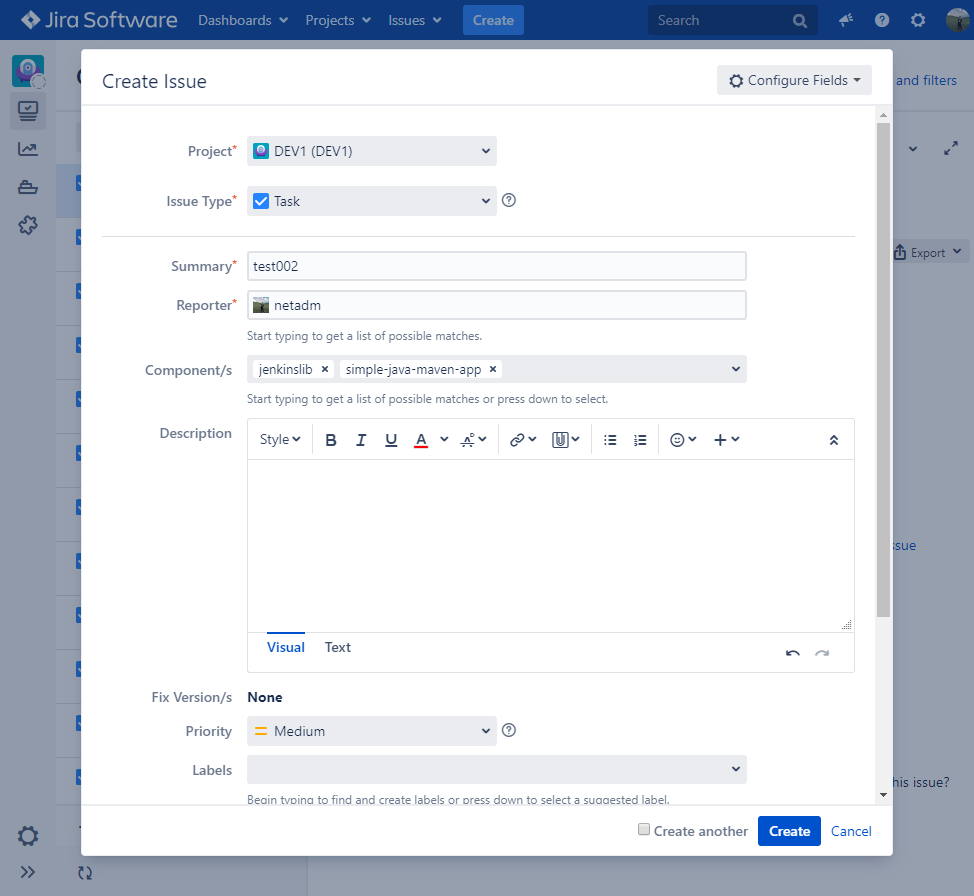 Jira Software Dashboards Projects Issues Create Search
Create Issue Configure Fields
and filters
Project* DEV1 (DEV1)
Issue Type* Task
Export
Summary* test002
Reporter* netadm
Start typing to get a list of possible matches.
Component/s jenkinslib × simple-java-maven-app ×
Start typing to get a list of possible matches or press down to select.
Description Style B I U A
ssue
Visual Text
Fix Version/s None
Priority Medium
Labels
his issue?
Begin typing to find and create labels or press down to select a suggested label.
Create another Create Cancel